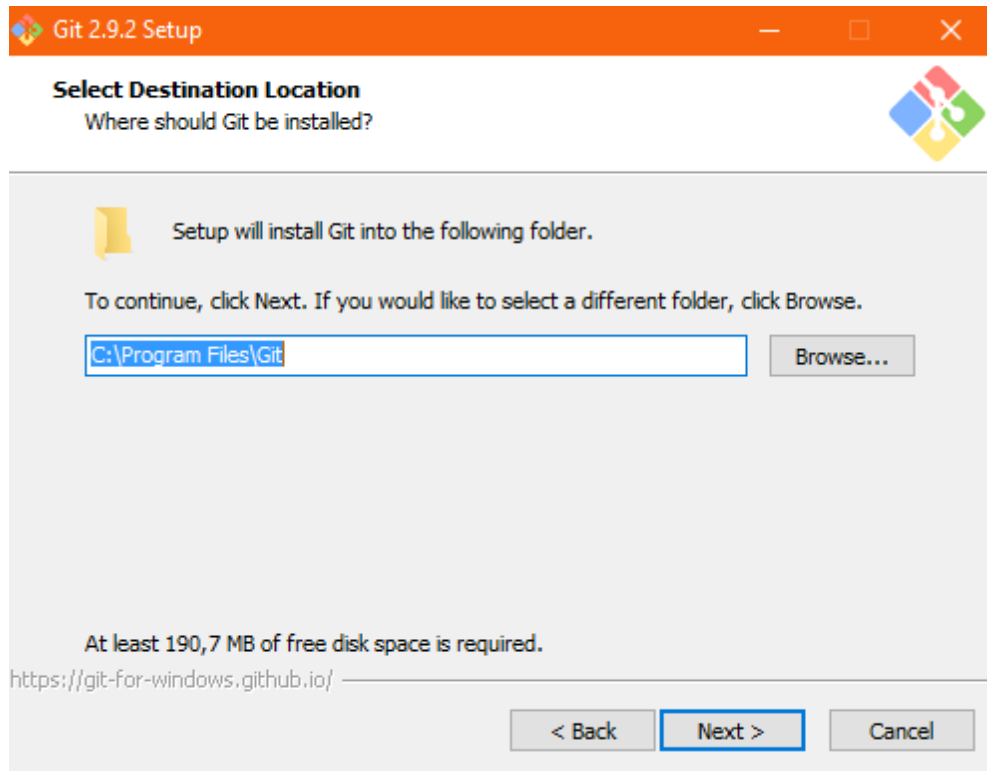 Git 2.9.2 Setup
Select Destination Location
Where should Git be installed?
Setup will install Git into the following folder.
To continue, click Next. If you would like to select a different folder, click Browse.
C:\Program Files\Git
Browse...
At least 190,7 MB of free disk space is required.
https://git-for-windows.github.io/
< Back
Next >
Cancel